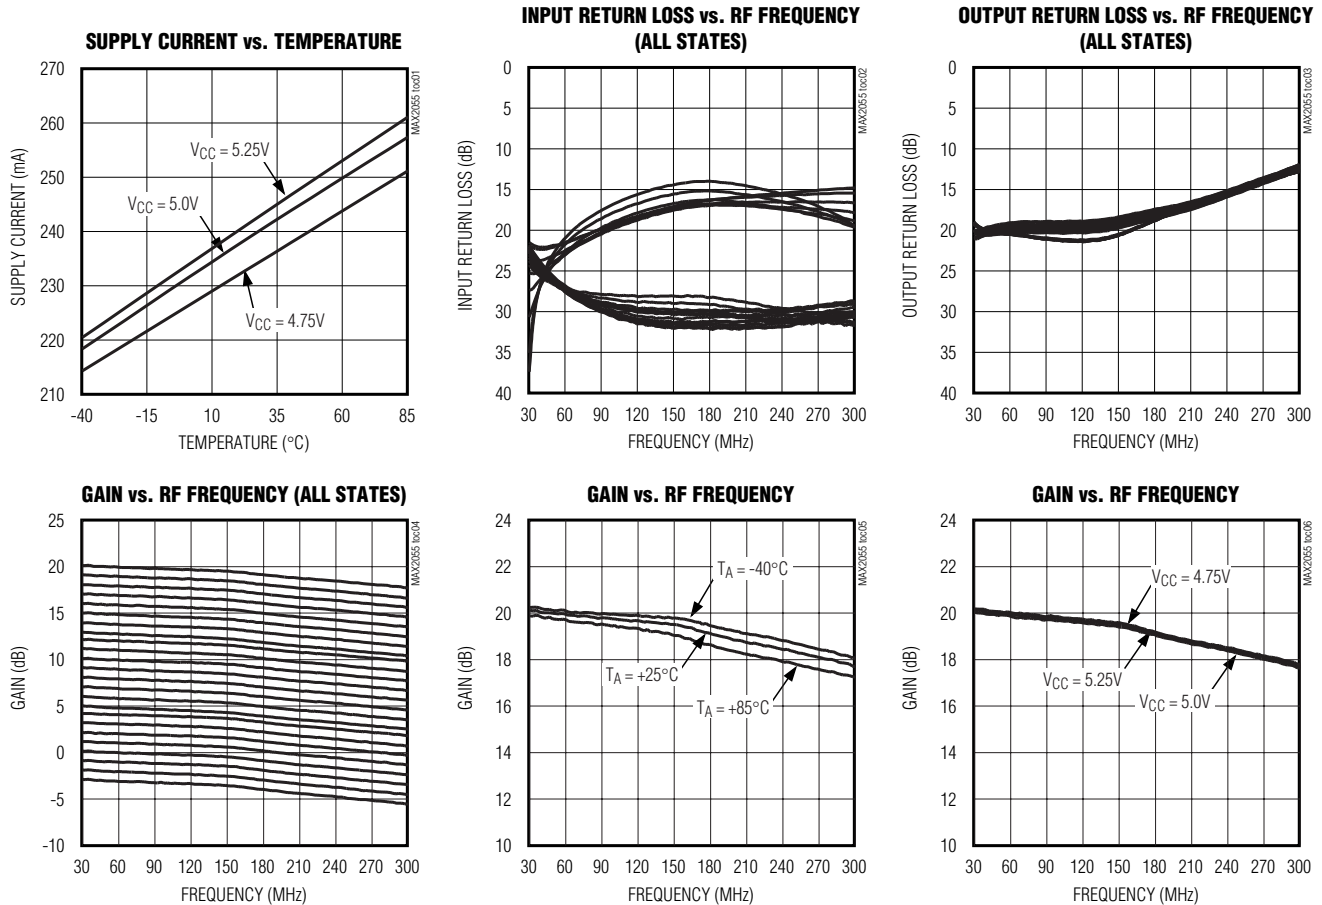 SUPPLY CURRENT vs. TEMPERATURE
270
260
250
240
230
220
210
SUPPLY CURRENT (mA)
VCC = 5.25V
VCC = 5.0V
VCC = 4.75V
-40 -15 10 35 60 85
TEMPERATURE (°C)
MAX2055 toc01
INPUT RETURN LOSS vs. RF FREQUENCY
(ALL STATES)
0
5
10
15
20
25
30
35
40
INPUT RETURN LOSS (dB)
30 60 90 120 150 180 210 240 270 300
FREQUENCY (MHz)
MAX2055 toc02
OUTPUT RETURN LOSS vs. RF FREQUENCY
(ALL STATES)
0
5
10
15
20
25
30
35
40
OUTPUT RETURN LOSS (dB)
30 60 90 120 150 180 210 240 270 300
FREQUENCY (MHz)
MAX2055 toc03
GAIN vs. RF FREQUENCY (ALL STATES)
25
20
15
10
5
0
-5
-10
GAIN (dB)
30 60 90 120 150 180 210 240 270 300
FREQUENCY (MHz)
MAX2055 toc04
GAIN vs. RF FREQUENCY
24
22
20
18
16
14
12
10
GAIN (dB)
TA = -40°C
TA = +25°C
TA = +85°C
30 60 90 120 150 180 210 240 270 300
FREQUENCY (MHz)
MAX2055 toc05
GAIN vs. RF FREQUENCY
24
22
20
18
16
14
12
10
GAIN (dB)
VCC = 4.75V
VCC = 5.25V
VCC = 5.0V
30 60 90 120 150 180 210 240 270 300
FREQUENCY (MHz)
MAX2055 toc06